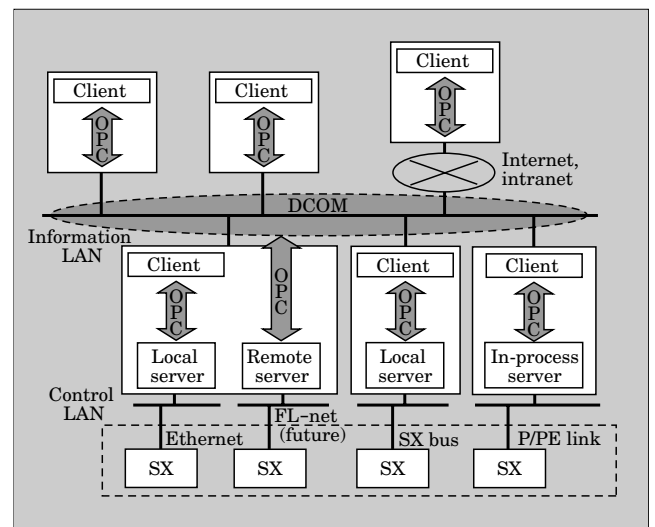 Client
OPC
Client
OPC
Client
OPC
Internet,
intranet
DCOM
Information
LAN
Client
OPC
Local
server
OPC
Remote
server
Client
OPC
Local
server
Client
OPC
In-process
server
Control
LAN
Ethernet
FL-net
(future)
SX bus
P/PE link
SX
SX
SX
SX